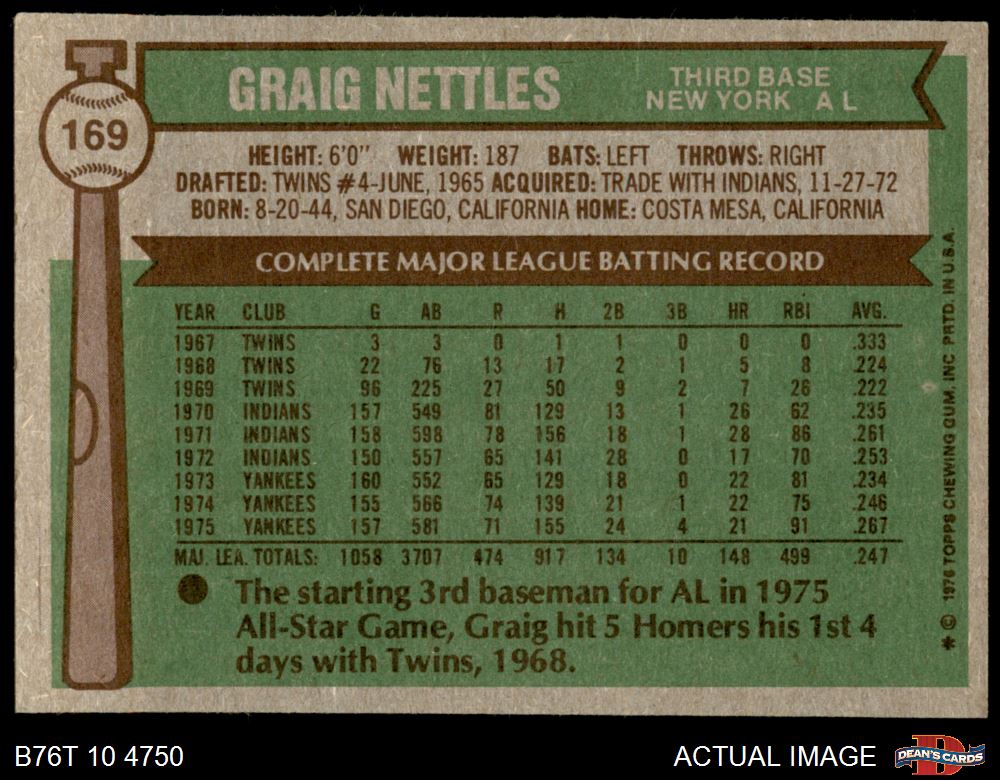 169
GRAIG NETTLES
THIRD BASE
NEW YORK A L
HEIGHT: 6'0" WEIGHT: 187 BATS: LEFT THROWS: RIGHT
DRAFTED: TWINS #4-JUNE, 1965 ACQUIRED: TRADE WITH INDIANS, 11-27-72
BORN: 8-20-44, SAN DIEGO, CALIFORNIA HOME: COSTA MESA, CALIFORNIA
COMPLETE MAJOR LEAGUE BATTING RECORD
YEAR CLUB G AB R H 2B 3B HR RBI AVG.
1967 TWINS 3 3 0 1 1 0 0 0 .333
1968 TWINS 22 76 13 17 2 1 5 8 .224
1969 TWINS 96 225 27 50 9 2 7 26 .222
1970 INDIANS 157 549 81 129 13 1 26 62 .235
1971 INDIANS 158 598 78 156 18 1 28 86 .261
1972 INDIANS 150 557 65 141 28 0 17 70 .253
1973 YANKEES 160 552 65 129 18 0 22 81 .234
1974 YANKEES 155 566 74 139 21 1 22 75 .246
1975 YANKEES 157 581 71 155 24 4 21 91 .267
MAJ. LEA. TOTALS: 1058 3707 474 917 134 10 148 499 .247
The starting 3rd baseman for AL in 1975
All-Star Game, Graig hit 5 Homers his 1st 4
days with Twins, 1968.
* © 1976 TOPPS CHEWING GUM, INC. PRTD. IN U.S.A.
B76T 10 4750
ACTUAL IMAGE
DEAN'S CARDS